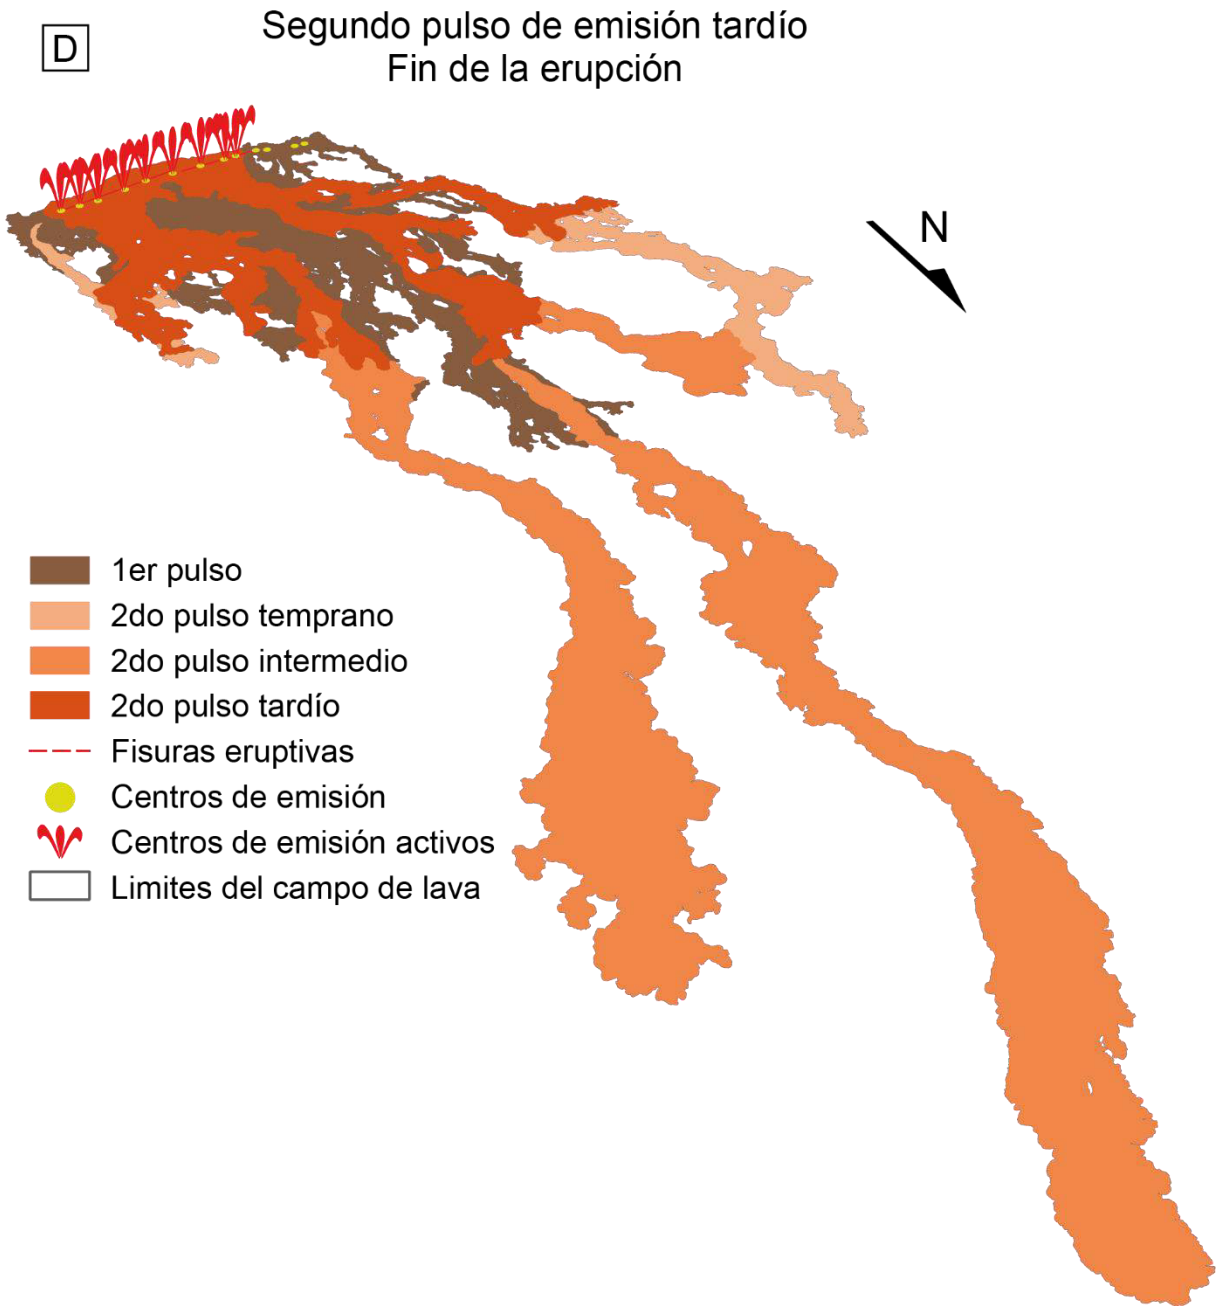 D
Segundo pulso de emisión tardío
Fin de la erupción
N
1er pulso
2do pulso temprano
2do pulso intermedio
2do pulso tardío
Fisuras eruptivas
Centros de emisión
Centros de emisión activos
Limites del campo de lava